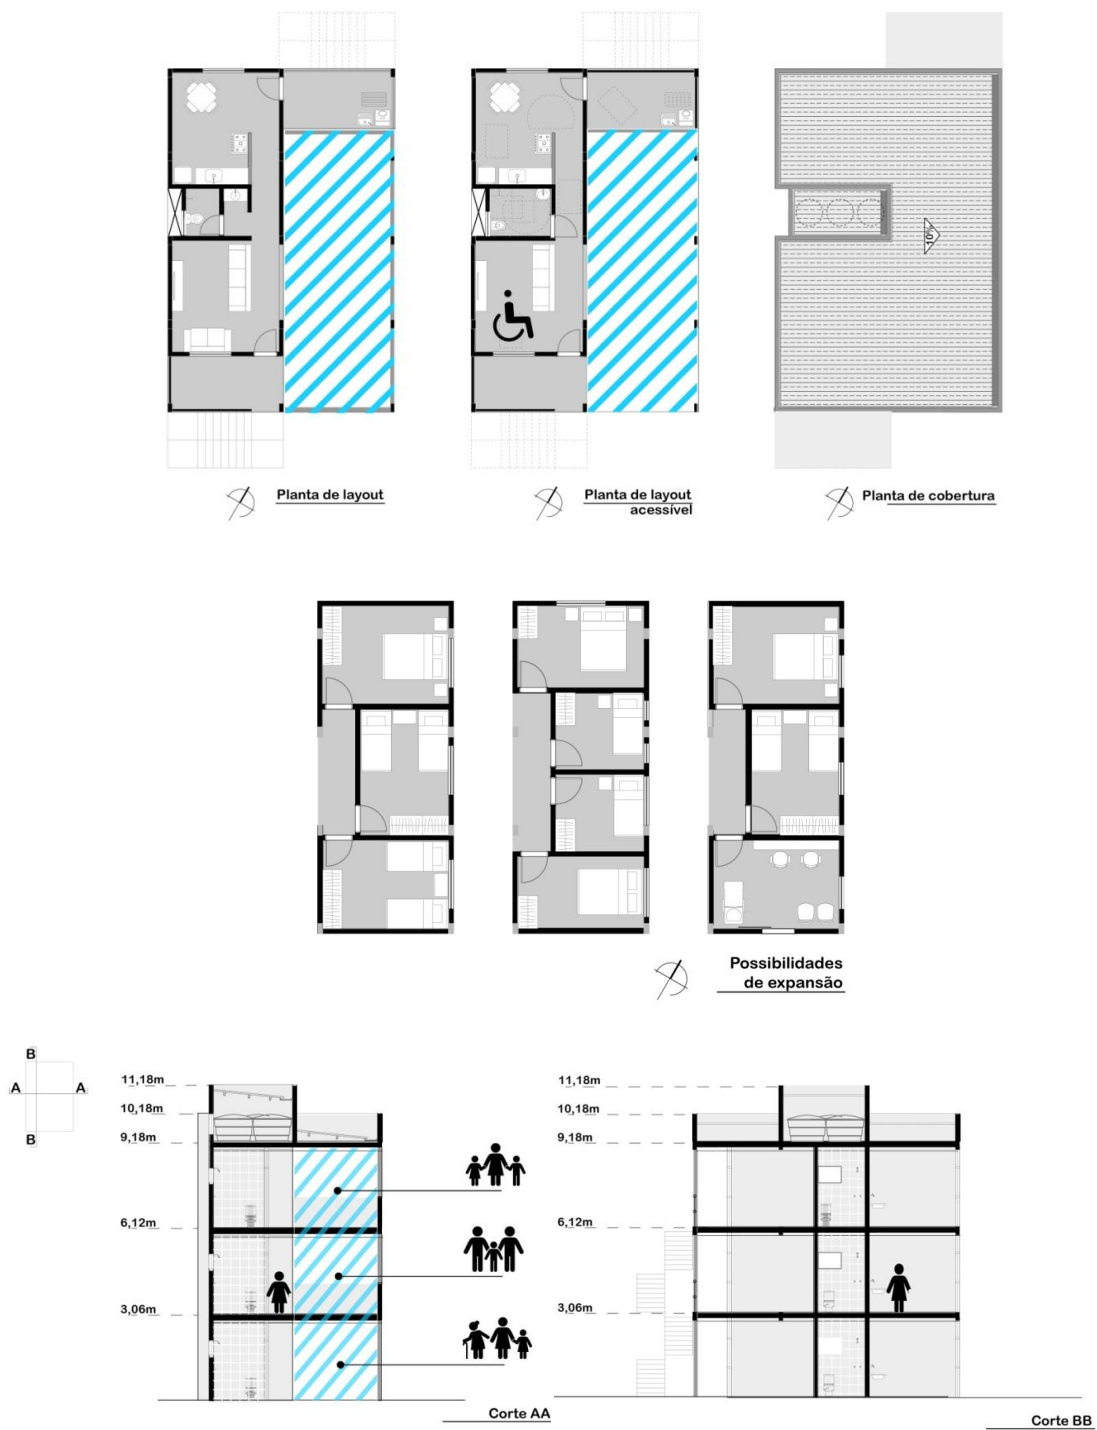 10%
Planta de layout
Planta de layout
acessível
Planta de cobertura
Possibilidades
de expansão
B
A A
B
11,18m
10,18m
9,18m
6,12m
3,06m
Corte AA
11,18m
10,18m
9,18m
6,12m
3,06m
Corte BB